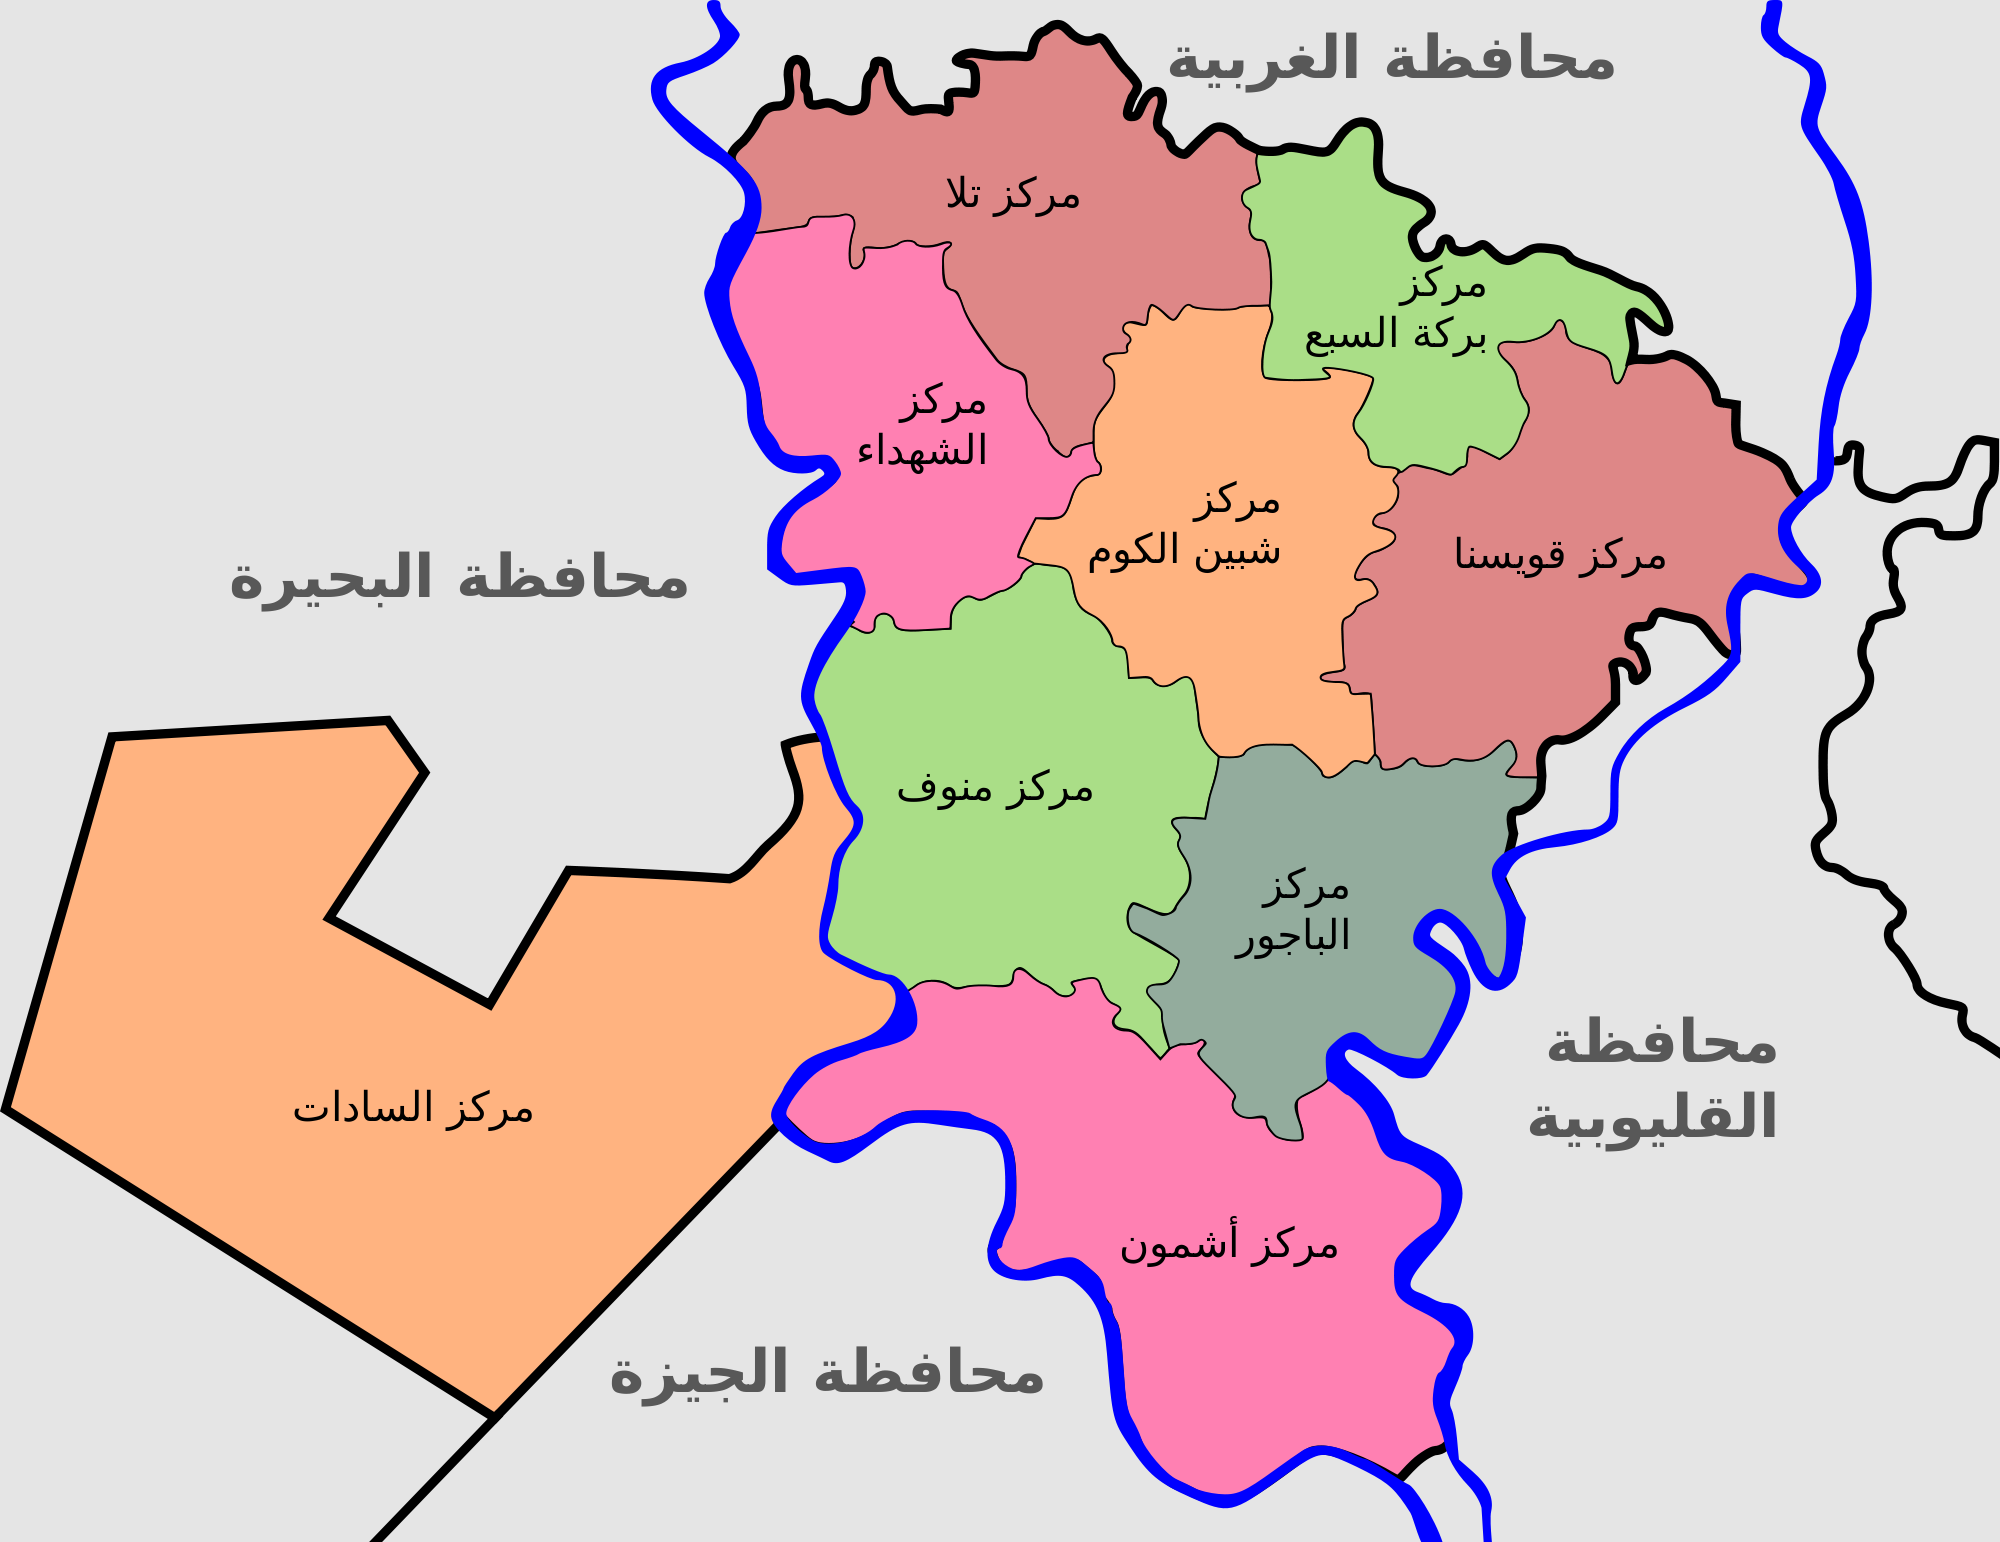 محافظة الغربية
مركز تلا
مركز
بركة السبع
مركز
الشهداء
مركز
شبين الكوم
مركز قويسنا
محافظة البحيرة
مركز منوف
مركز
الباجور
محافظة
القليوبية
مركز السادات
مركز أشمون
محافظة الجيزة